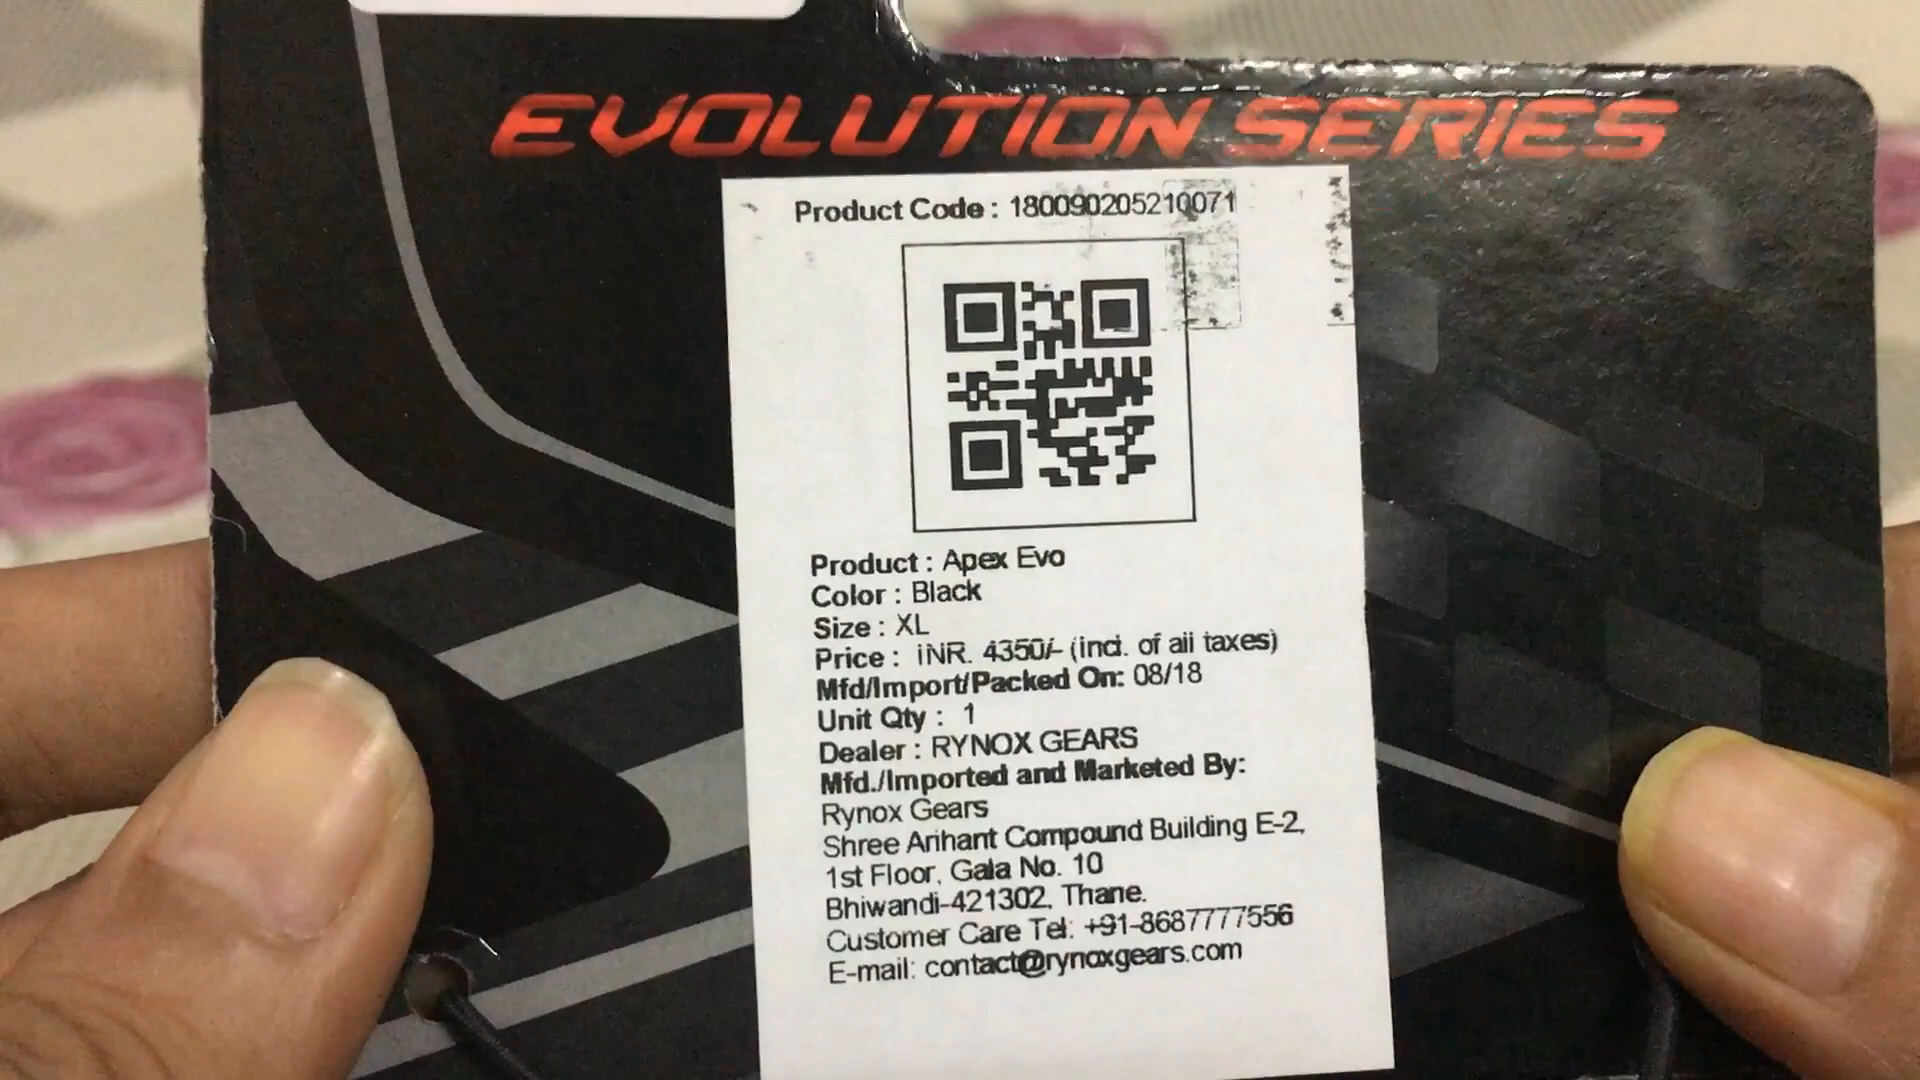 EVOLUTION SERIES
Product Code : 180090205210071
Product : Apex Evo
Color : Black
Size : XL
Price : INR. 4350/- (incl. of all taxes)
Mfd/Import/Packed On: 08/18
Unit Qty : 1
Dealer : RYNOX GEARS
Mfd./Imported and Marketed By:
Rynox Gears
Shree Arihant Compound Building E-2,
1st Floor, Gala No. 10
Bhiwandi-421302, Thane.
Customer Care Tel: +91-8687777556
E-mail: contact@rynoxgears.com